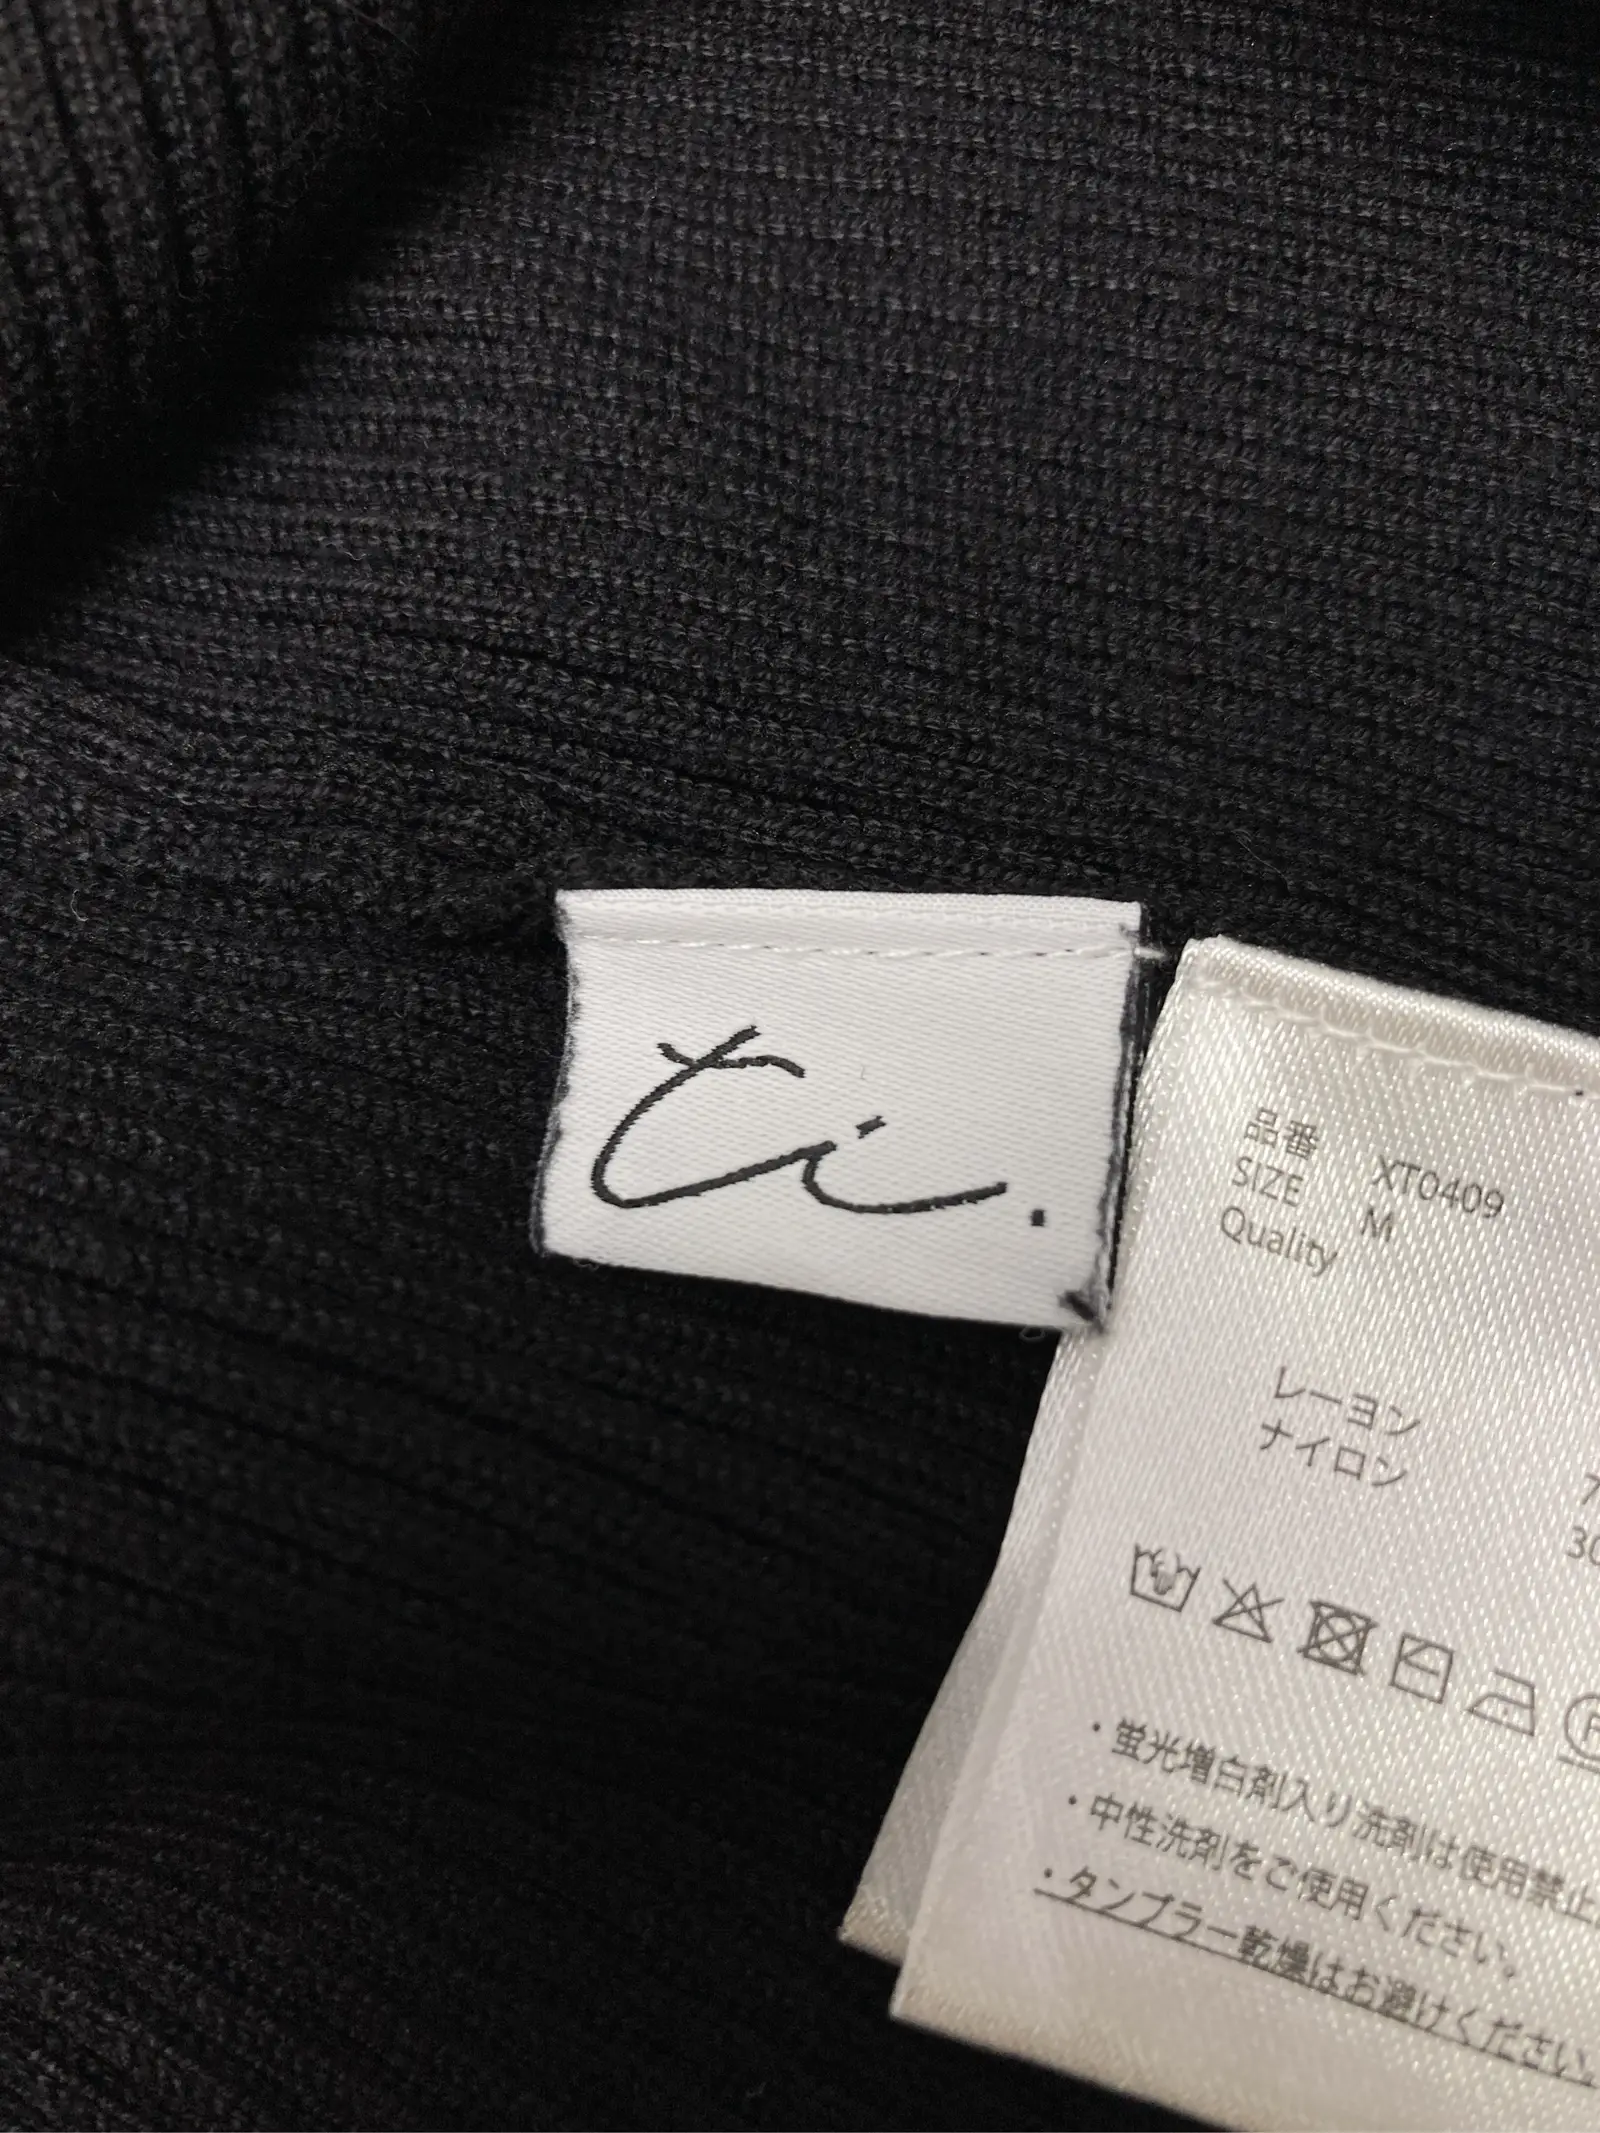 ti.
品番 XT0409
SIZE M
Quality
レーヨン 7
ナイロン 30
・蛍光増白剤入り洗剤は使用禁止
・中性洗剤をご使用ください。
・タンブラー乾燥はお避けください。